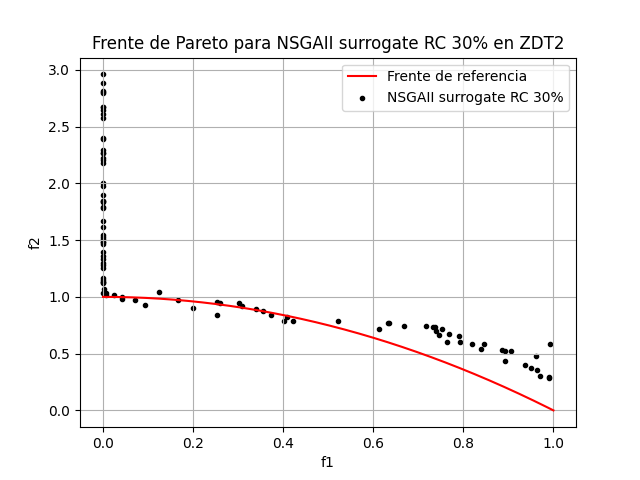 Frente de Pareto para NSGAII surrogate RC 30% en ZDT2
Frente de referencia
NSGAII surrogate RC 30%
3.0
2.5
2.0
1.5
1.0
0.5
0.0
f2
0.0 0.2 0.4 0.6 0.8 1.0
f1